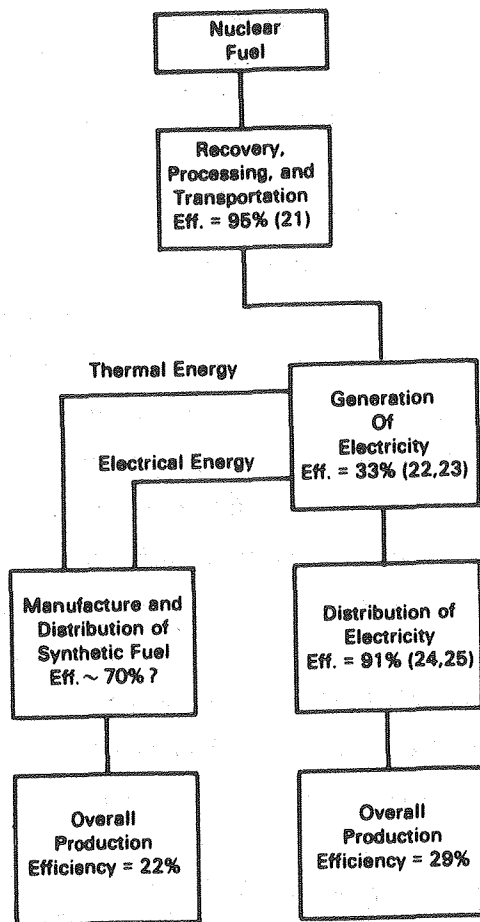 Nuclear
Fuel
Recovery,
Processing, and
Transportation
Eff. = 95% (21)
Thermal Energy
Generation
Of
Electricity
Eff. = 33% (22,23)
Electrical Energy
Manufacture and
Distribution of
Synthetic Fuel
Eff. ~ 70% ?
Distribution of
Electricity
Eff. = 91% (24,25)
Overall
Production
Efficiency = 22%
Overall
Production
Efficiency = 29%